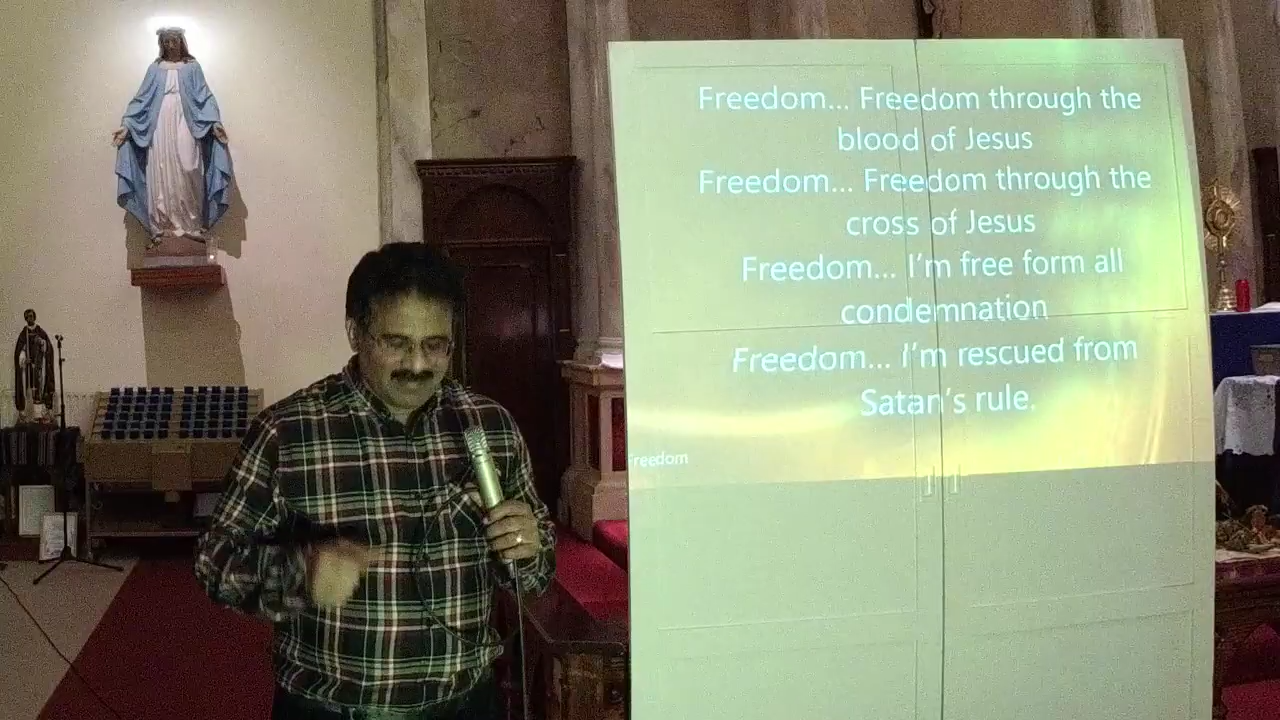 Freedom... Freedom through the
blood of Jesus
Freedom... Freedom through the
cross of Jesus
Freedom... I'm free form all
condemnation
Freedom... I'm rescued from
Satan's rule.
Freedom